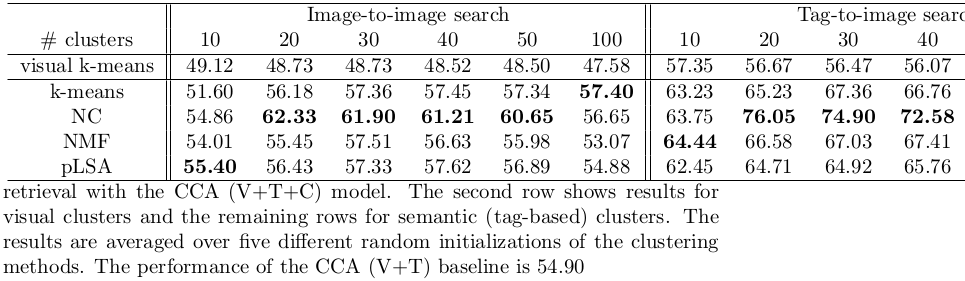 Image-to-image search Tag-to-image searc
# clusters 10 20 30 40 50 100 10 20 30 40
visual k-means 49.12 48.73 48.73 48.52 48.50 47.58 57.35 56.67 56.47 56.07
k-means 51.60 56.18 57.36 57.45 57.34 57.40 63.23 65.23 67.36 66.76
NC 54.86 62.33 61.90 61.21 60.65 56.65 63.75 76.05 74.90 72.58
NMF 54.01 55.45 57.51 56.63 55.98 53.07 64.44 66.58 67.03 67.41
pLSA 55.40 56.43 57.33 57.62 56.89 54.88 62.45 64.71 64.92 65.76
retrieval with the CCA (V+T+C) model. The second row shows results for
visual clusters and the remaining rows for semantic (tag-based) clusters. The
results are averaged over five different random initializations of the clustering
methods. The performance of the CCA (V+T) baseline is 54.90